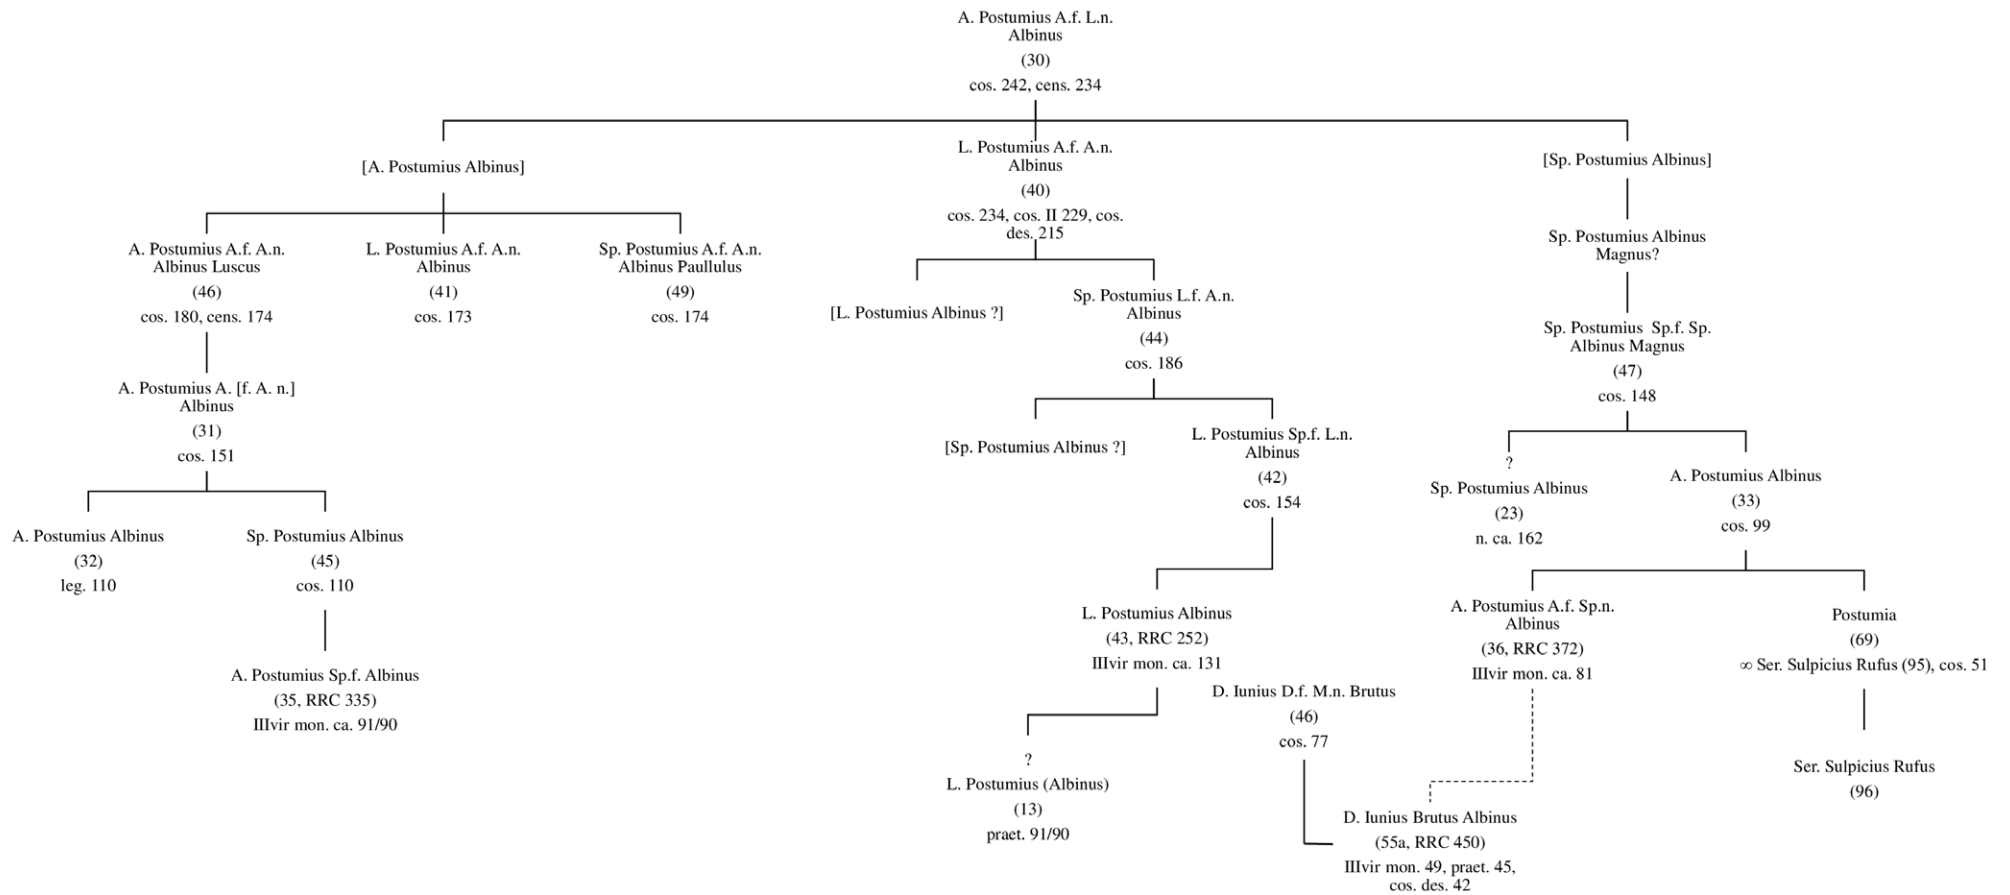 A. Postumius A.f. L.n.
Albinus
(30)
cos. 242, cens. 234
[A. Postumius Albinus]
L. Postumius A.f. A.n.
Albinus
(40)
cos. 234, cos. II 229, cos.
des. 215
[Sp. Postumius Albinus]
A. Postumius A.f. A.n.
Albinus Luscus
(46)
cos. 180, cens. 174
L. Postumius A.f. A.n.
Albinus
(41)
cos. 173
Sp. Postumius A.f. A.n.
Albinus Paullulus
(49)
cos. 174
[L. Postumius Albinus ?]
Sp. Postumius L.f. A.n.
Albinus
(44)
cos. 186
Sp. Postumius Albinus
Magnus?
Sp. Postumius Sp.f. Sp.
Albinus Magnus
(47)
cos. 148
A. Postumius A. [f. A. n.]
Albinus
(31)
cos. 151
[Sp. Postumius Albinus ?]
L. Postumius Sp.f. L.n.
Albinus
(42)
cos. 154
?
Sp. Postumius Albinus
(23)
n. ca. 162
A. Postumius Albinus
(33)
cos. 99
A. Postumius Albinus
(32)
leg. 110
Sp. Postumius Albinus
(45)
cos. 110
L. Postumius Albinus
(43, RRC 252)
IIIvir mon. ca. 131
A. Postumius A.f. Sp.n.
Albinus
(36, RRC 372)
IIIvir mon. ca. 81
Postumia
(69)
∞ Ser. Sulpicius Rufus (95), cos. 51
A. Postumius Sp.f. Albinus
(35, RRC 335)
IIIvir mon. ca. 91/90
D. Iunius D.f. M.n. Brutus
(46)
cos. 77
?
L. Postumius (Albinus)
(13)
praet. 91/90
Ser. Sulpicius Rufus
(96)
D. Iunius Brutus Albinus
(55a, RRC 450)
IIIvir mon. 49, praet. 45,
cos. des. 42